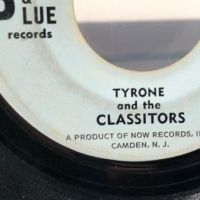 & LUE
records
TYRONE
and the
CLASSITORS
A PRODUCT OF NOW RECORDS,
CAMDEN, N. J.